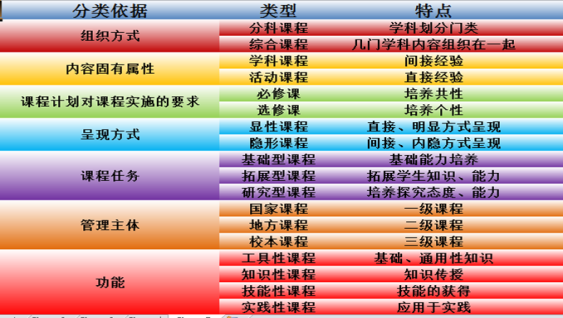 分类依据 类型 特点
组织方式 分科课程 学科划分门类
综合课程 几门学科内容组织在一起
内容固有属性 学科课程 间接经验
活动课程 直接经验
课程计划对课程实施的要求 必修课 培养共性
选修课 培养个性
呈现方式 显性课程 直接、明显方式呈现
隐形课程 间接、内隐方式呈现
课程任务 基础型课程 基础能力培养
拓展型课程 拓展学生知识、能力
研究型课程 培养探究态度、能力
管理主体 国家课程 一级课程
地方课程 二级课程
校本课程 三级课程
功能 工具性课程 基础、通用性知识
知识性课程 知识传授
技能性课程 技能的获得
实践性课程 应用于实践